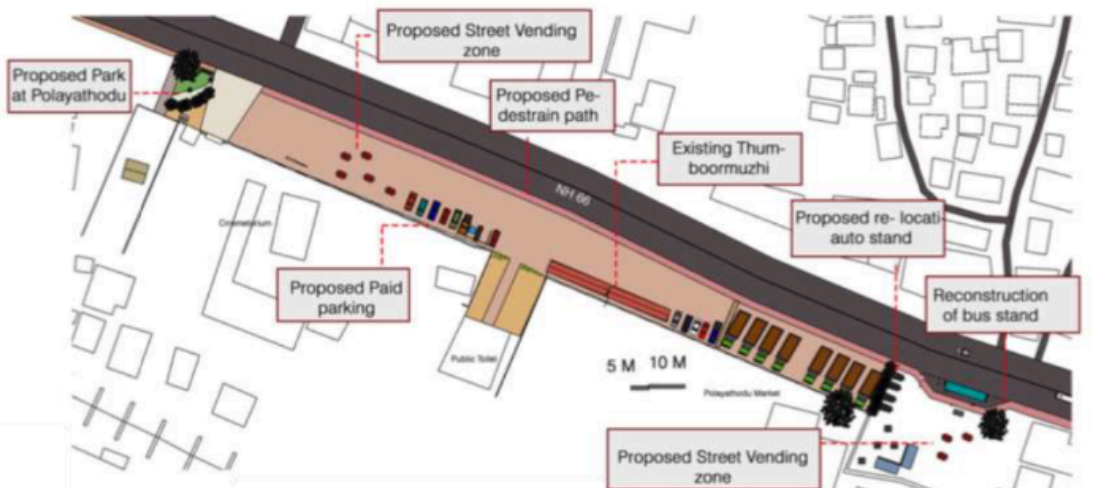 Proposed Street Vending
zone
Proposed Park
at Polayathodu
Proposed Pe-
destrain path
Existing Thum-
boormuzhi
NH 66
Proposed re- locati-
auto stand
Crematorium
Proposed Paid
parking
Reconstruction
of bus stand
Public Toilet
5 M 10 M
Polayathodu Market
Proposed Street Vending
zone